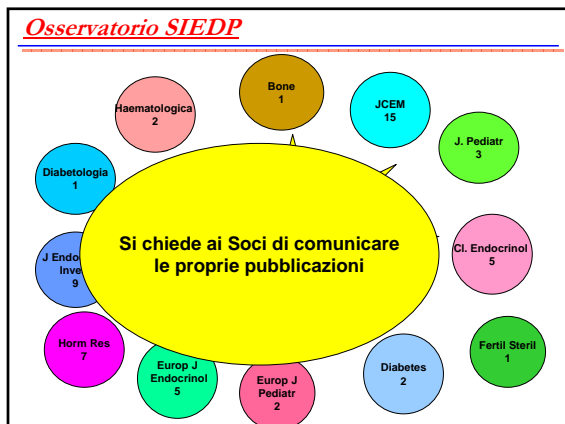 Osservatorio SIEDP
Bone
1
Haematologica
2
JCEM
15
J. Pediatr
3
Diabetologia
1
Si chiede ai Soci di comunicare
le proprie pubblicazioni
Cl. Endocrinol
5
J Endo
Inve
9
Horm Res
7
Europ J
Endocrinol
5
Europ J
Pediatr
2
Diabetes
2
Fertil Steril
1